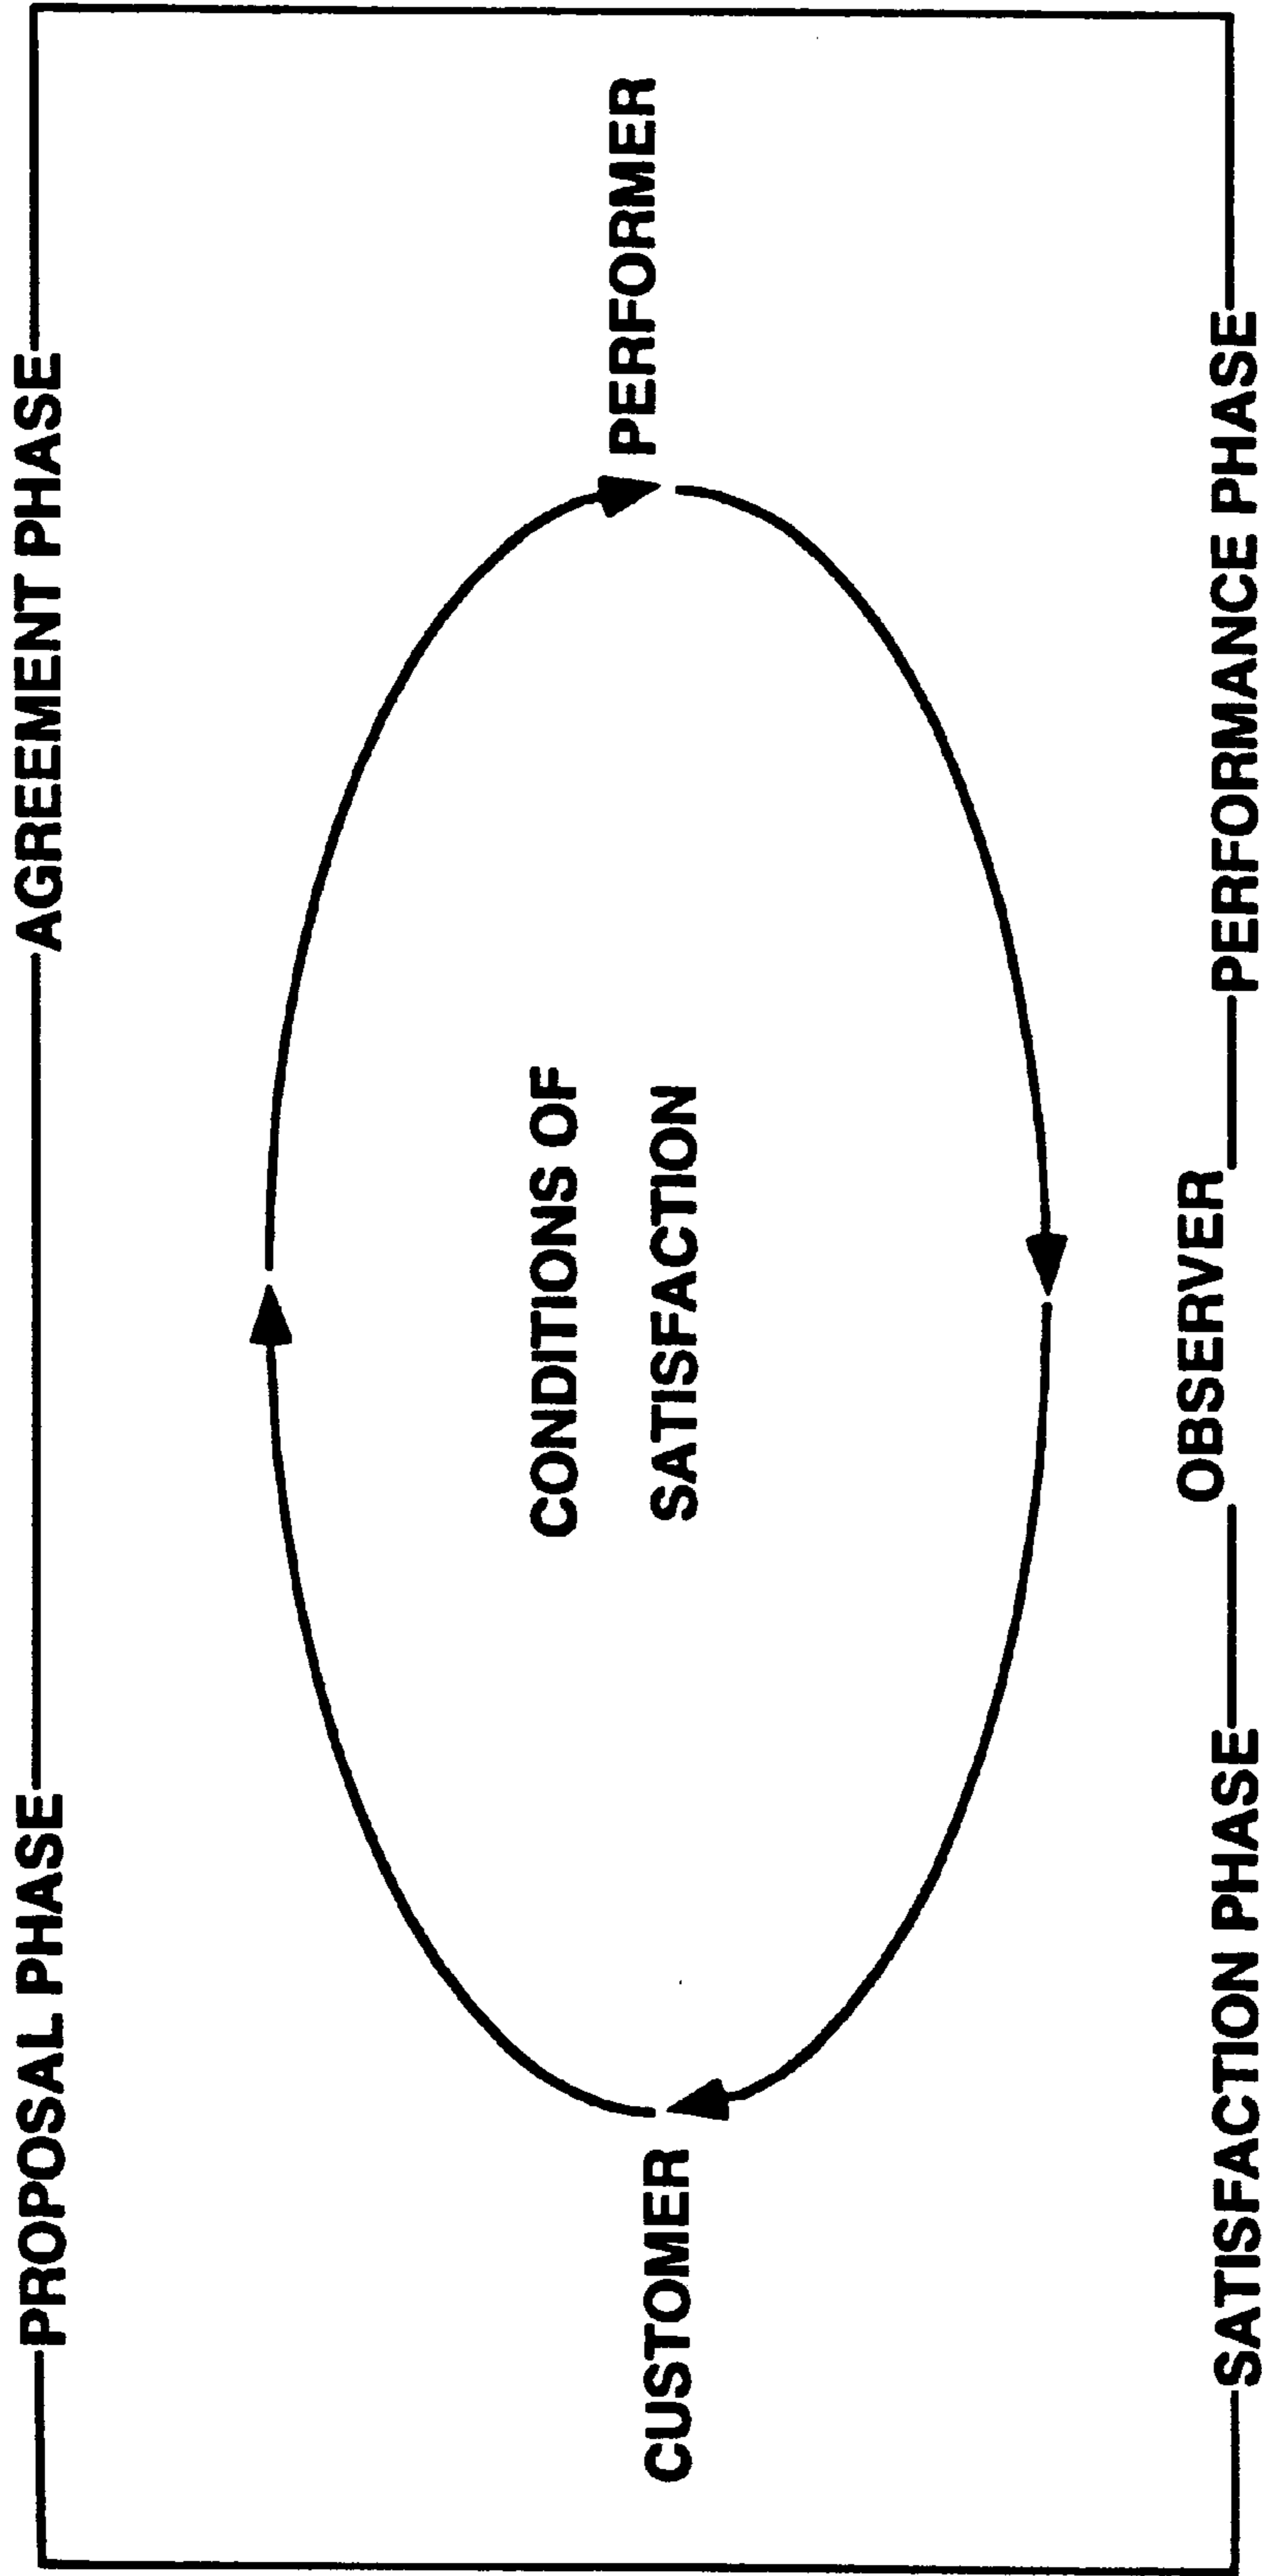 PROPOSAL PHASE
AGREEMENT PHASE
CONDITIONS OF
SATISFACTION
CUSTOMER
PERFORMER
OBSERVER
SATISFACTION PHASE
PERFORMANCE PHASE